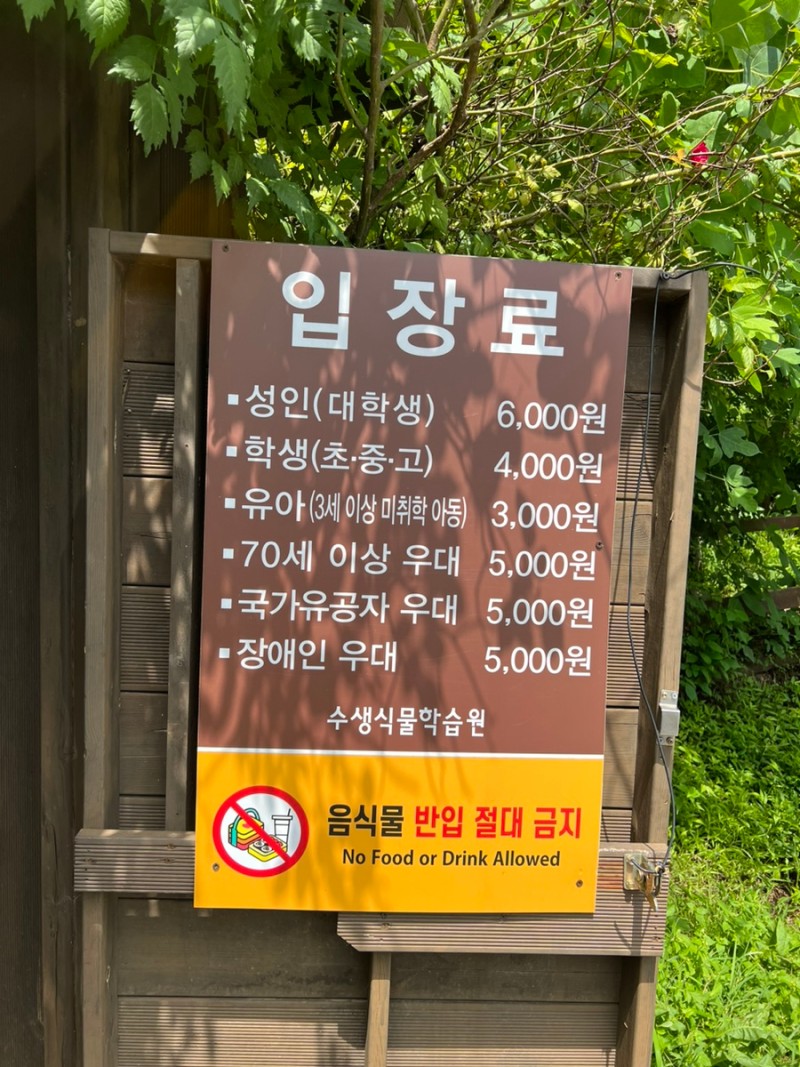 입장료
▪성인(대학생) 6,000원
▪학생(초·중·고) 4,000원
▪유아(3세 이상 미취학 아동) 3,000원
▪70세 이상 우대 5,000원
▪국가유공자 우대 5,000원
▪장애인 우대 5,000원
수생식물학습원
음식물 반입 절대 금지
No Food or Drink Allowed